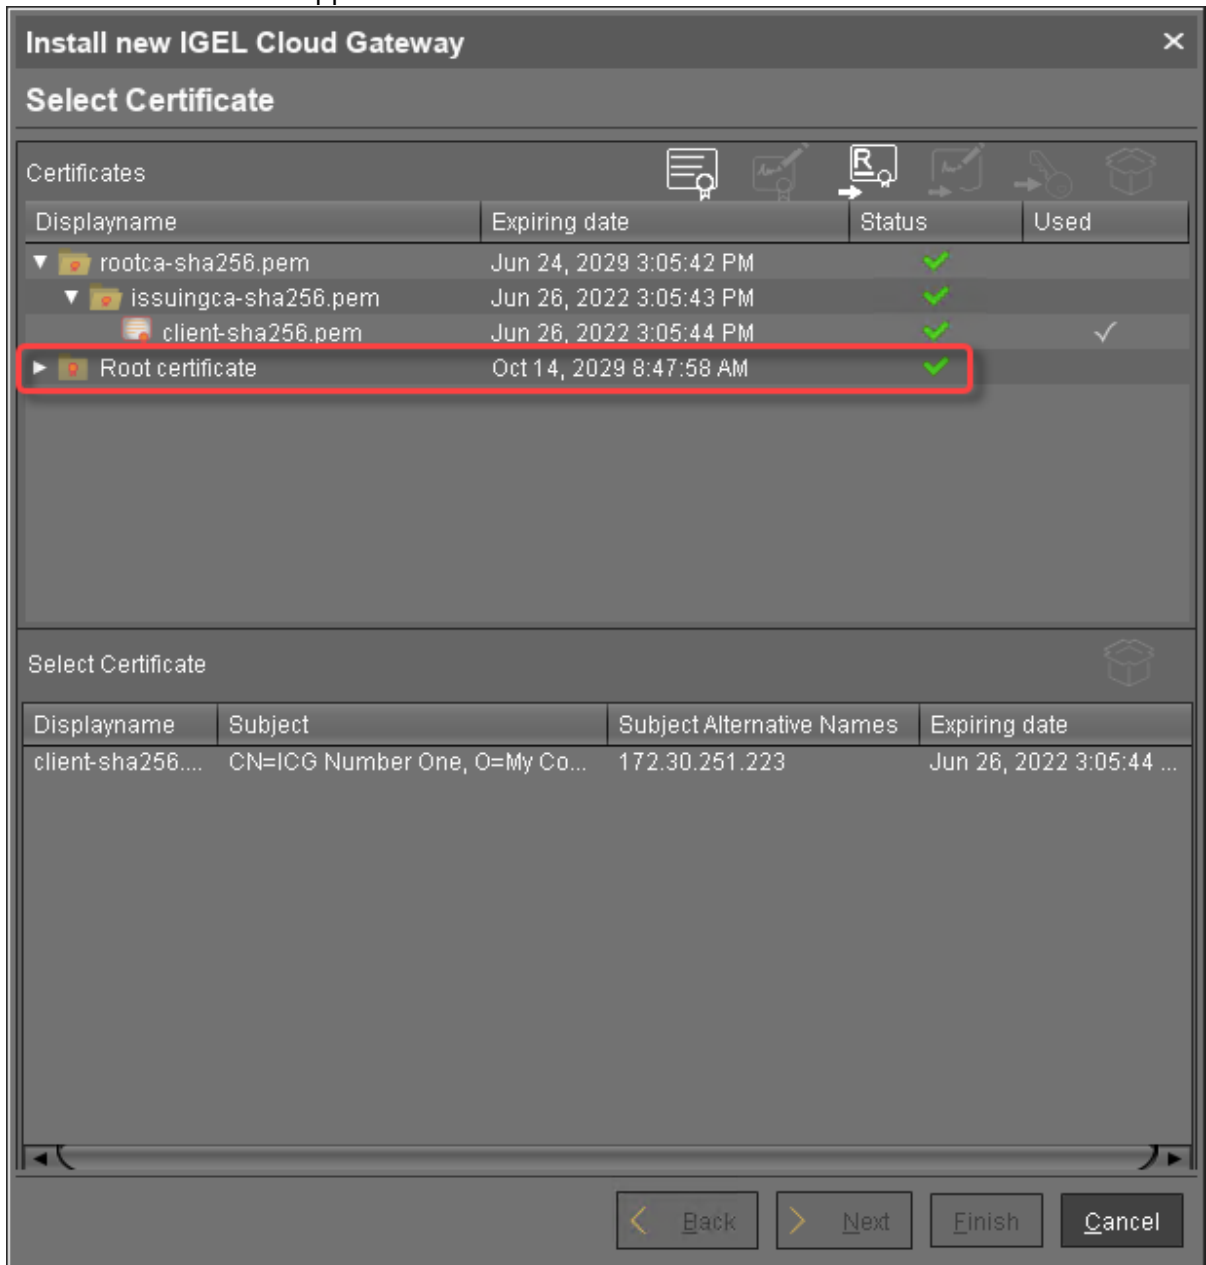 Install new IGEL Cloud Gateway
Select Certificate
Certificates
R
Displayname Expiring date Status Used
rootca-sha256.pem Jun 24, 2029 3:05:42 PM
issuingca-sha256.pem Jun 26, 2022 3:05:43 PM
client-sha256.pem Jun 26, 2022 3:05:44 PM
Root certificate Oct 14, 2029 8:47:58 AM
Select Certificate
Displayname Subject Subject Alternative Names Expiring date
client-sha256.... CN=ICG Number One, O=My Co... 172.30.251.223 Jun 26, 2022 3:05:44 ...
Back Next Finish Cancel